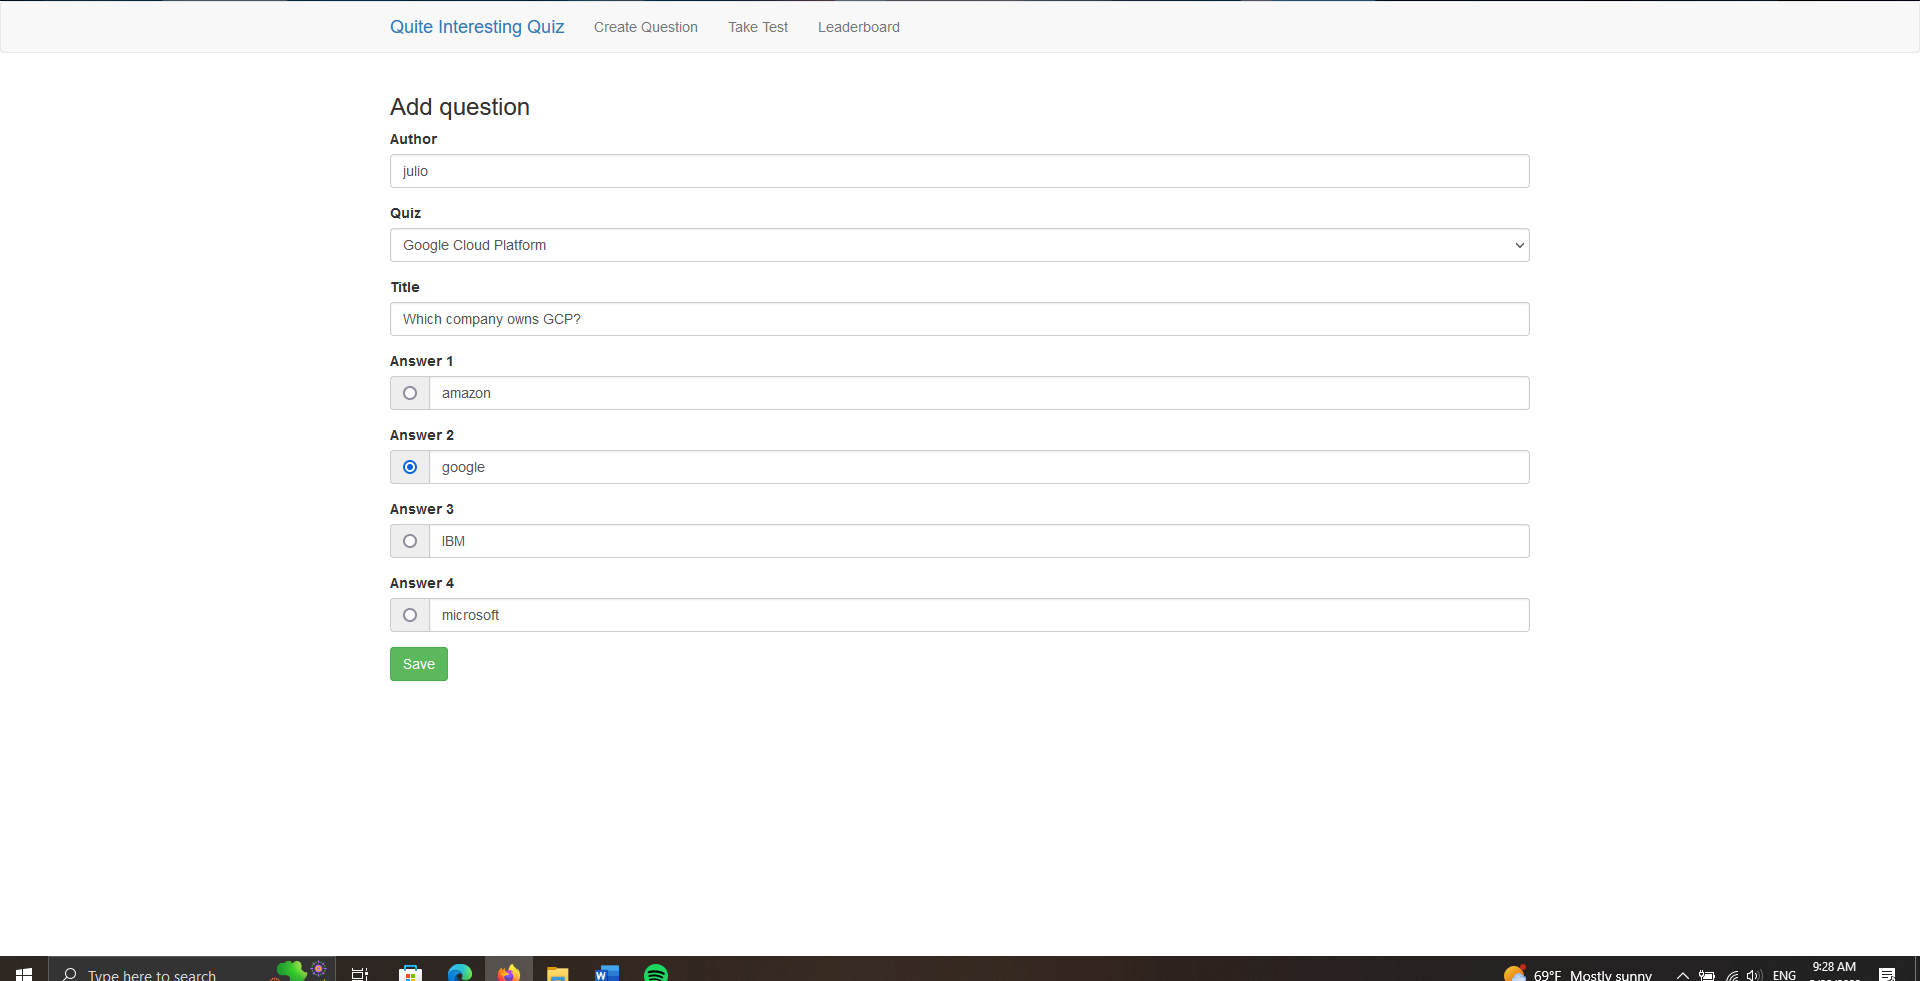 Quite Interesting Quiz Create Question Take Test Leaderboard
Add question
Author
julio
Quiz
Google Cloud Platform
Title
Which company owns GCP?
Answer 1
amazon
Answer 2
google
Answer 3
IBM
Answer 4
microsoft
Save
Type here to search
69°F Mostly sunny
ENG
9:28 AM